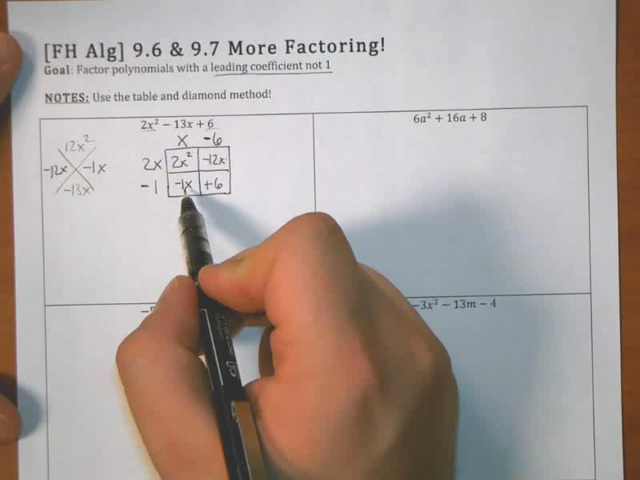 [FH Alg] 9.6 & 9.7 More Factoring!
Goal: Factor polynomials with a leading coefficient not 1
NOTES: Use the table and diamond method!
2x² − 13x + 6
6a² + 16a + 8
12x²
-12x -1x
-13x
x -6
2x 2x² -12x
-1 -1x +6
−3x² − 13m − 4